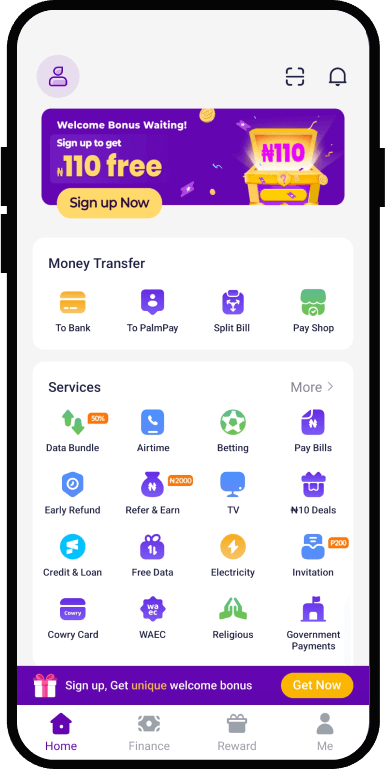 Welcome Bonus Waiting!
Sign up to get
₦110 free
₦110
Sign up Now
Money Transfer
To Bank
To PalmPay
Split Bill
Pay Shop
Services
More
50%
Data Bundle
Airtime
Betting
Pay Bills
₦2000
Early Refund
Refer & Earn
TV
₦10 Deals
₱200
Credit & Loan
Free Data
Electricity
Invitation
Cowry
wa
ec
Cowry Card
WAEC
Religious
Government
Payments
Sign up, Get unique welcome bonus
Get Now
Home
Finance
Reward
Me